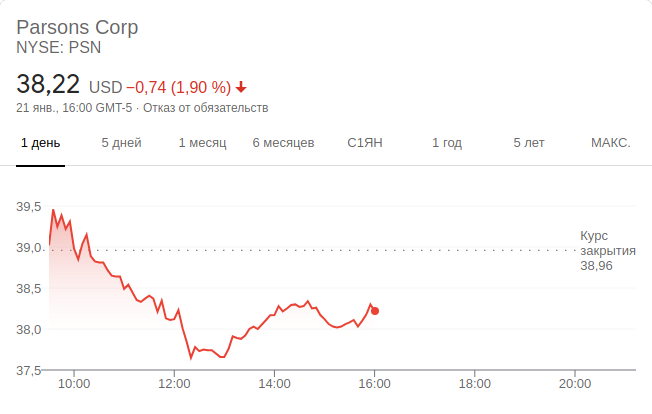 Parsons Corp
NYSE: PSN
38,22 USD −0,74 (1,90 %)
21 янв., 16:00 GMT-5 · Отказ от обязательств
1 день 5 дней 1 месяц 6 месяцев С1ЯН 1 год 5 лет МАКС.
39,5
39,0
38,5
38,0
37,5
Курс
закрытия
38,96
10:00 12:00 14:00 16:00 18:00 20:00